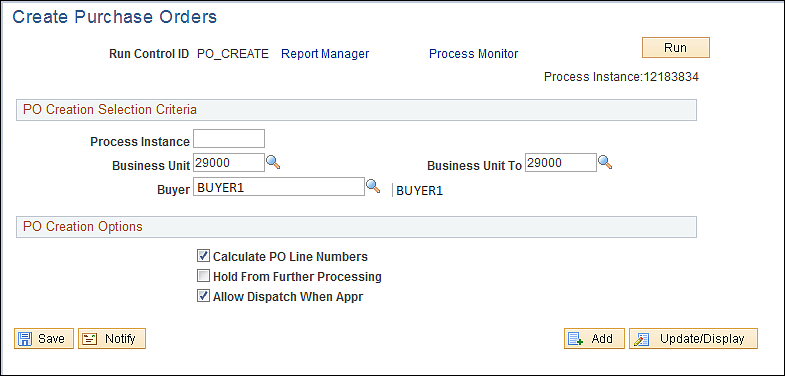 Create Purchase Orders
Run Control ID PO_CREATE Report Manager Process Monitor Run
Process Instance:12183834
PO Creation Selection Criteria
Process Instance
Business Unit 29000 Business Unit To 29000
Buyer BUYER1 BUYER1
PO Creation Options
Calculate PO Line Numbers
Hold From Further Processing
Allow Dispatch When Appr
Save Notify Add Update/Display